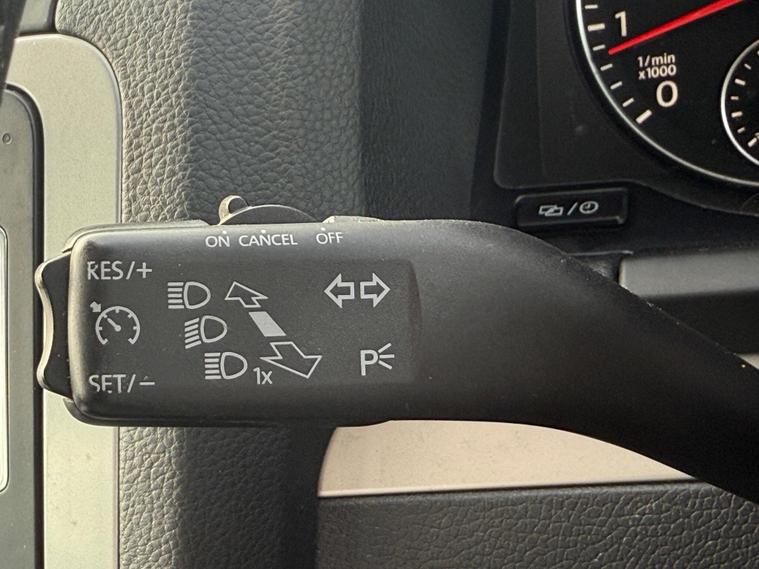 1
1/min
x1000
0
ON CANCEL OFF
RES/+
SET/–
1x
P